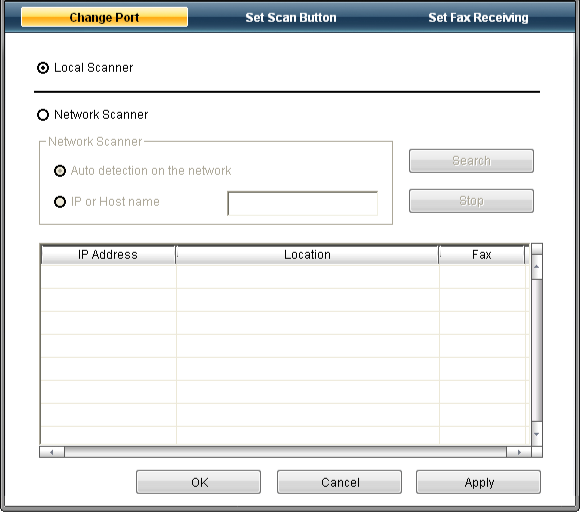 Change Port Set Scan Button Set Fax Receiving
Local Scanner
Network Scanner
Network Scanner
Auto detection on the network
Search
IP or Host name
Stop
IP Address Location Fax
OK Cancel Apply